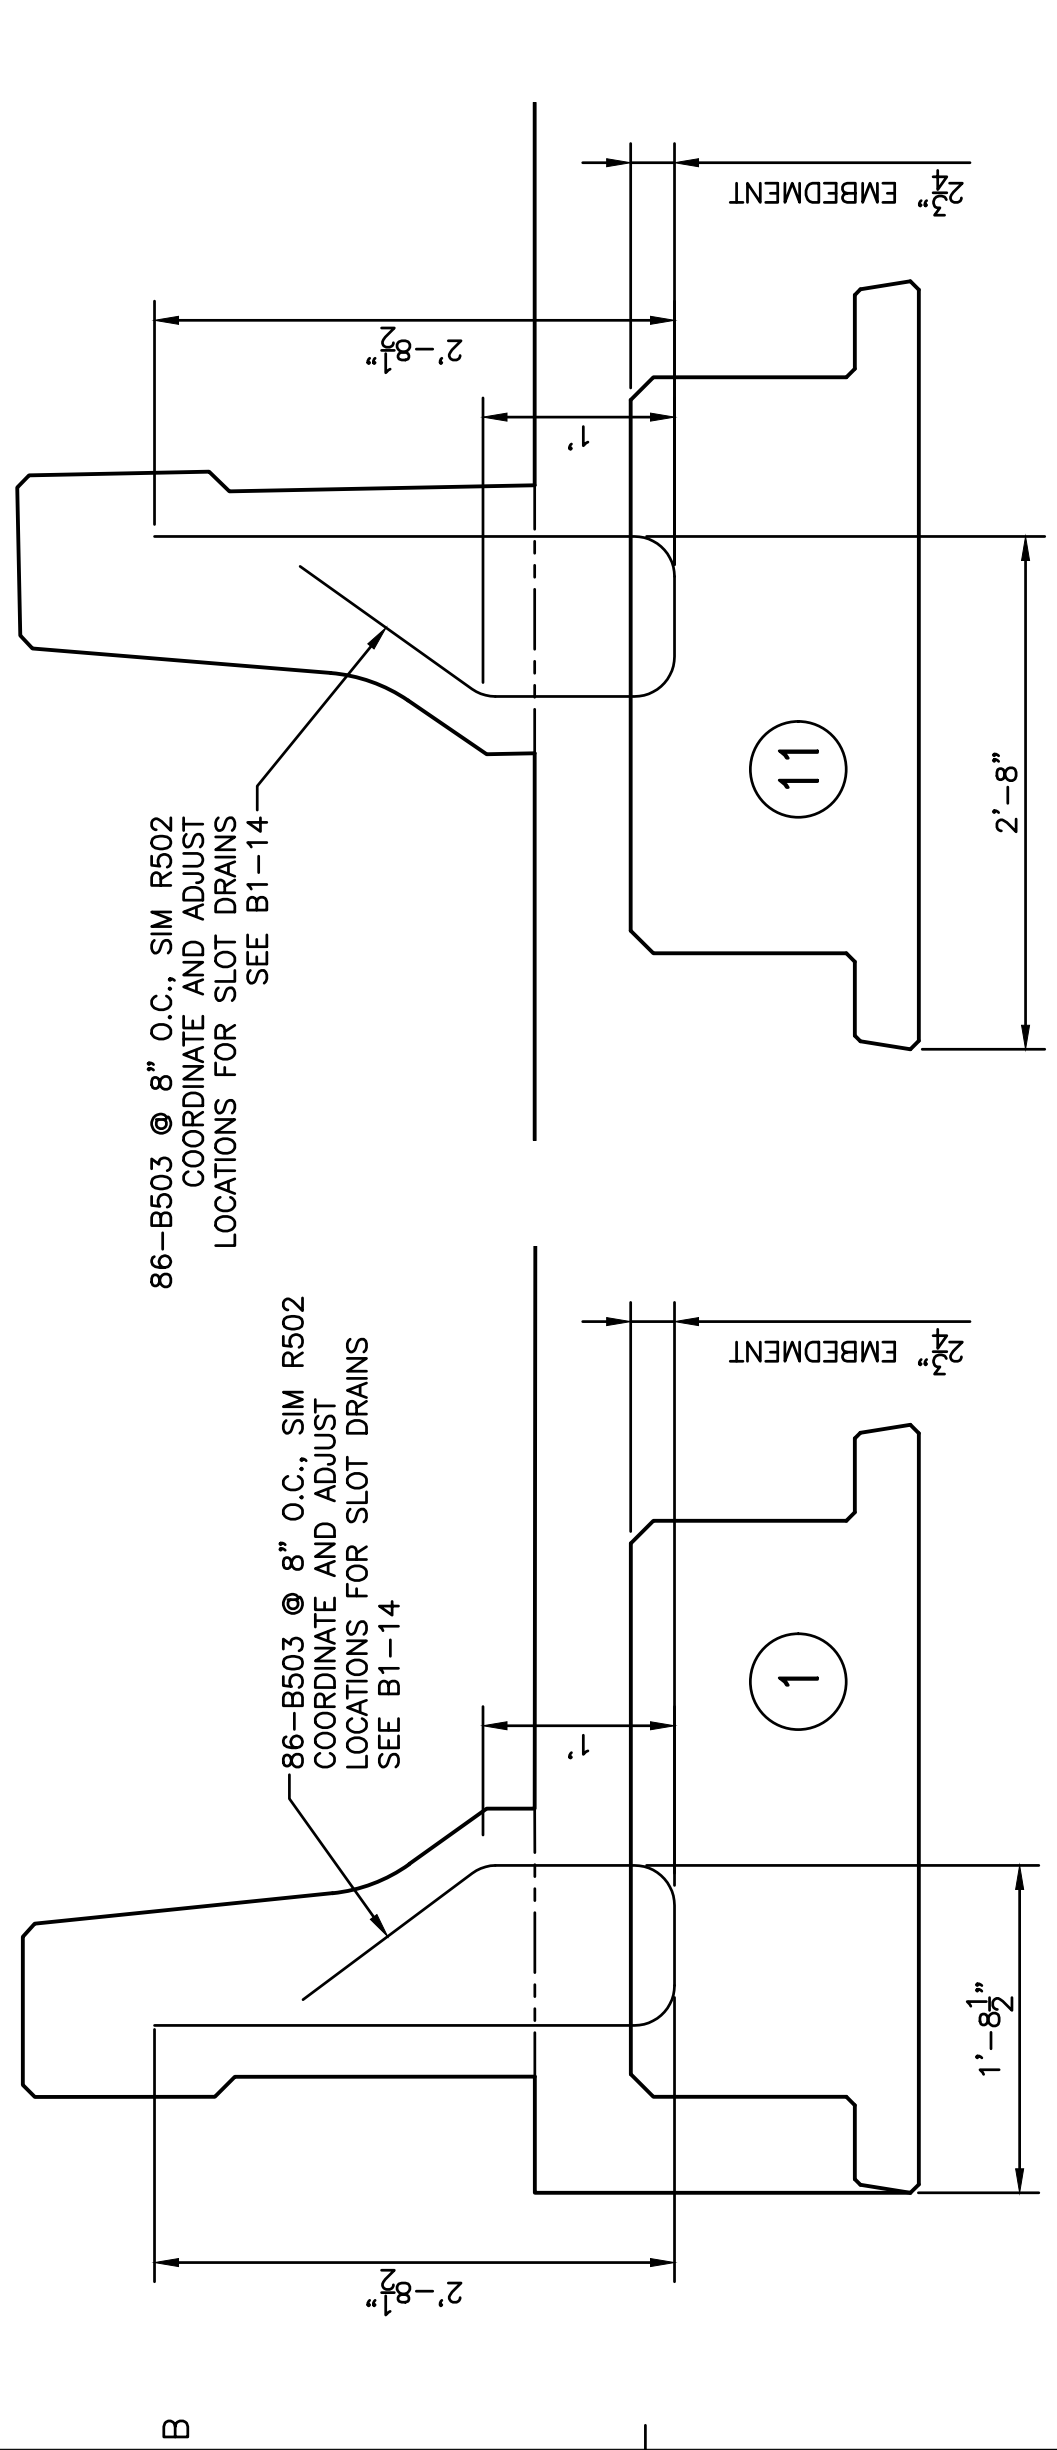 86-B503 @ 8" O.C., SIM R502
COORDINATE AND ADJUST
LOCATIONS FOR SLOT DRAINS
SEE B1-14
2'-8½"
1'
2¾" EMBEDMENT
1
1'-8½"
86-B503 @ 8" O.C., SIM R502
COORDINATE AND ADJUST
LOCATIONS FOR SLOT DRAINS
SEE B1-14
2'-8½"
1'
2¾" EMBEDMENT
11
2'-8"
B